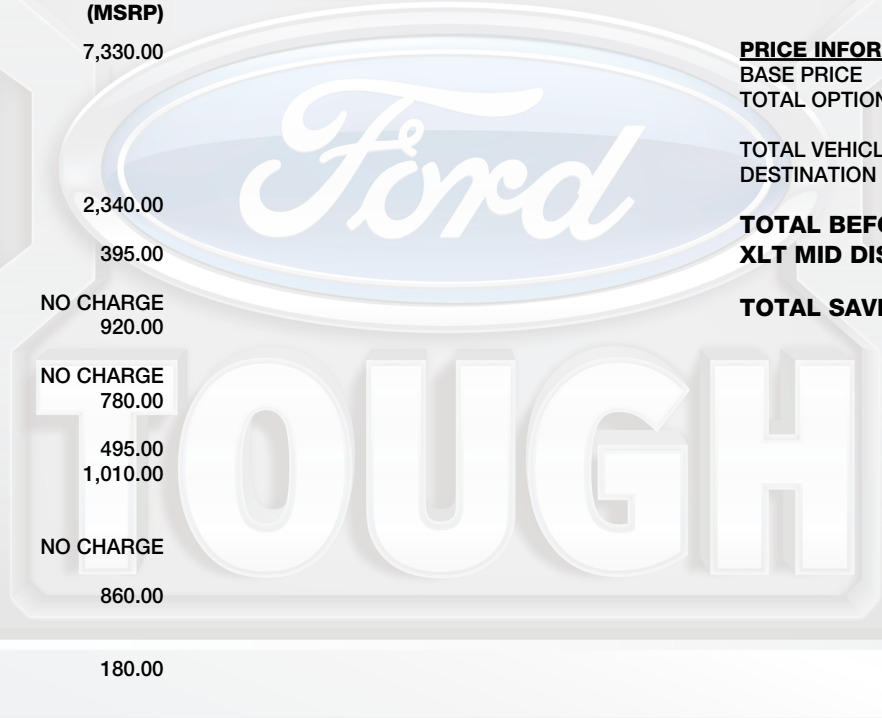 (MSRP)
7,330.00
2,340.00
395.00
NO CHARGE
920.00
NO CHARGE
780.00
495.00
1,010.00
NO CHARGE
860.00
180.00
PRICE INFOR
BASE PRICE
TOTAL OPTION
TOTAL VEHICL
DESTINATION
TOTAL BEFO
XLT MID DIS
TOTAL SAVI
Ford
TOUGH